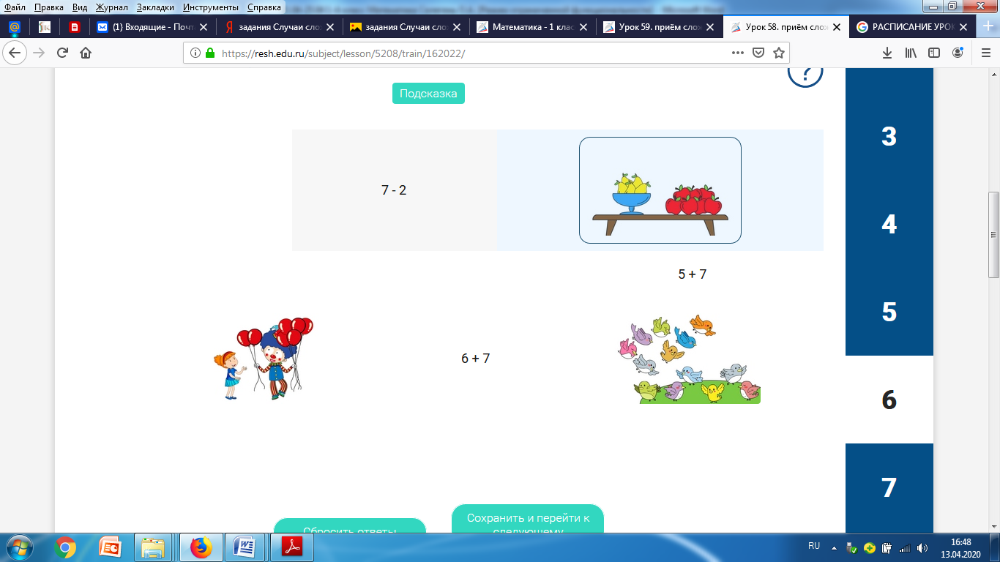 Файл Правка Вид Журнал Закладки Инструменты Справка
(1) Входящие - Почт
задания Случаи сло
задания Случаи сло
Математика - 1 клас
Урок 59. приём слож
Урок 58. приём слож
РАСПИСАНИЕ УРОК
https://resh.edu.ru/subject/lesson/5208/train/162022/
?
Подсказка
3
7 - 2
4
5 + 7
5
6 + 7
6
7
Сохранить и перейти к
следующему
Сбросить ответы
RU
16:48
13.04.2020